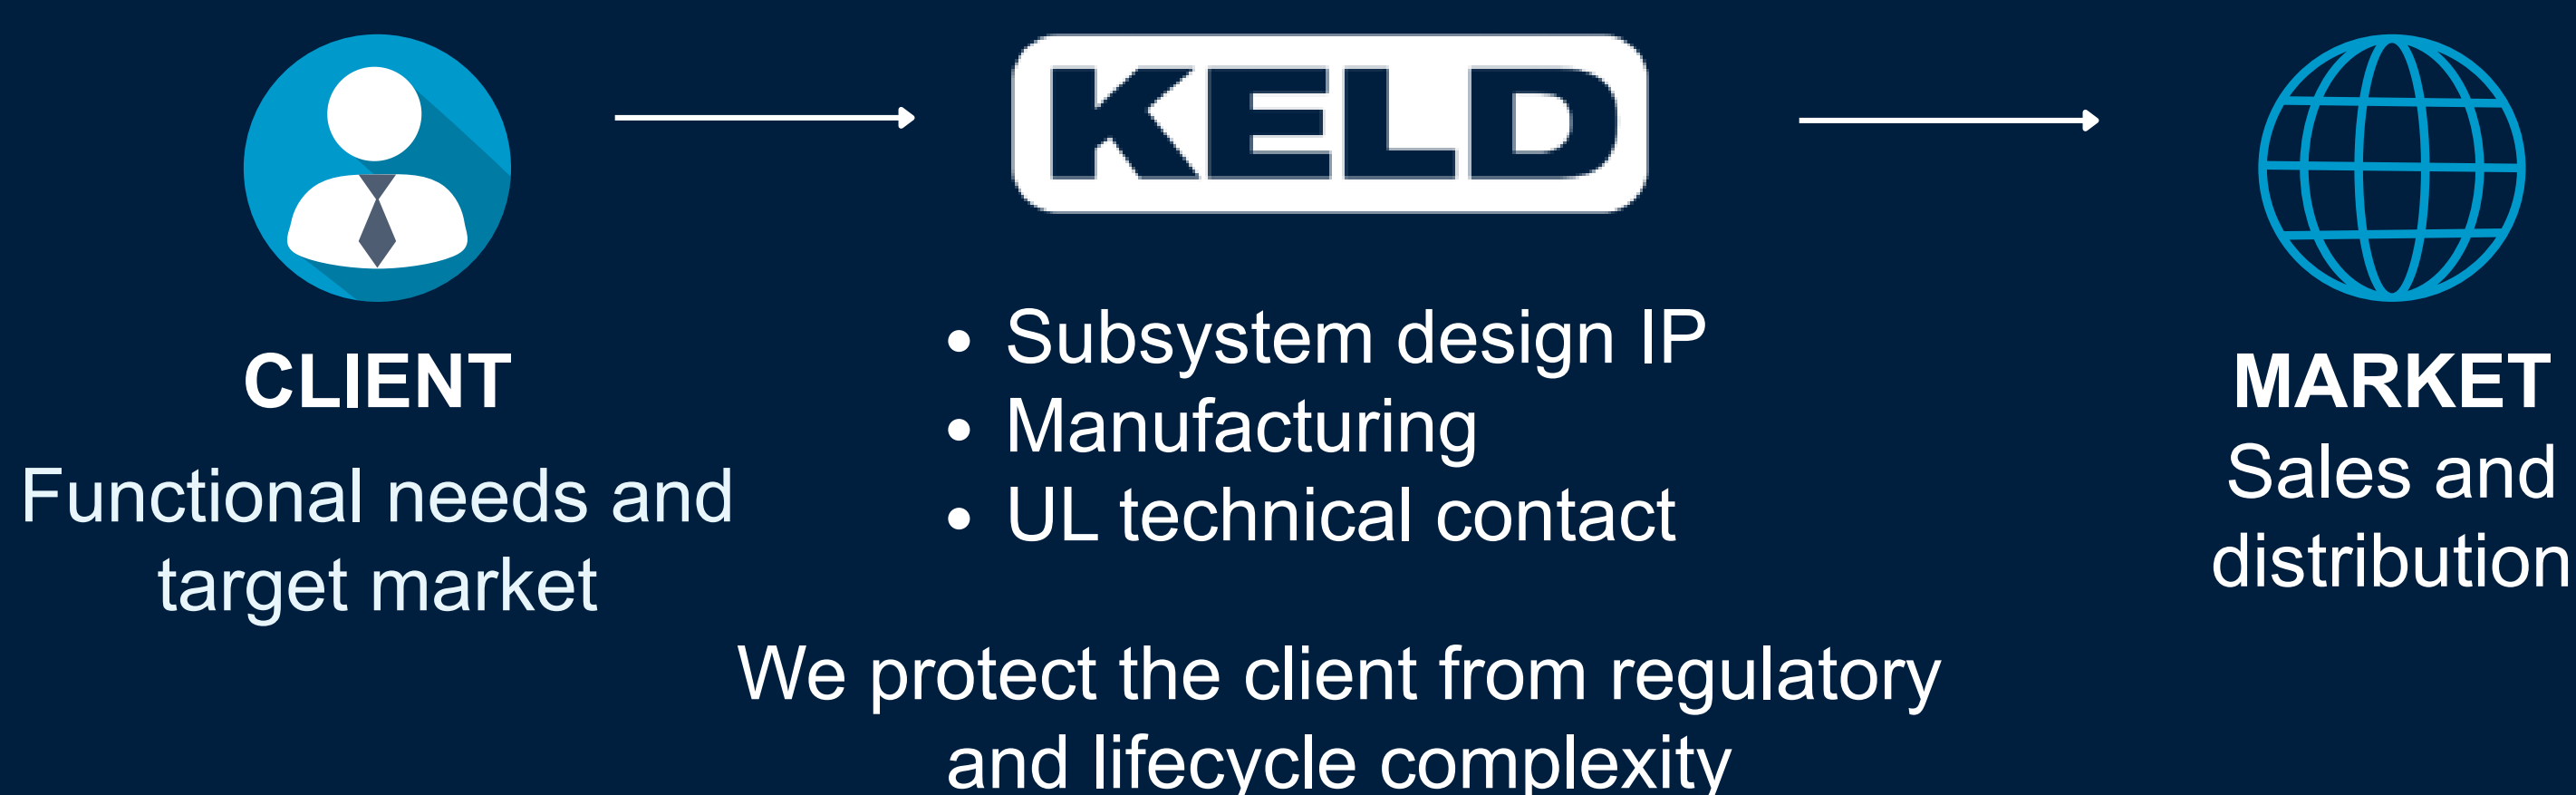 KELD
CLIENT
Functional needs and
target market
• Subsystem design IP
• Manufacturing
• UL technical contact
We protect the client from regulatory
and lifecycle complexity
MARKET
Sales and
distribution